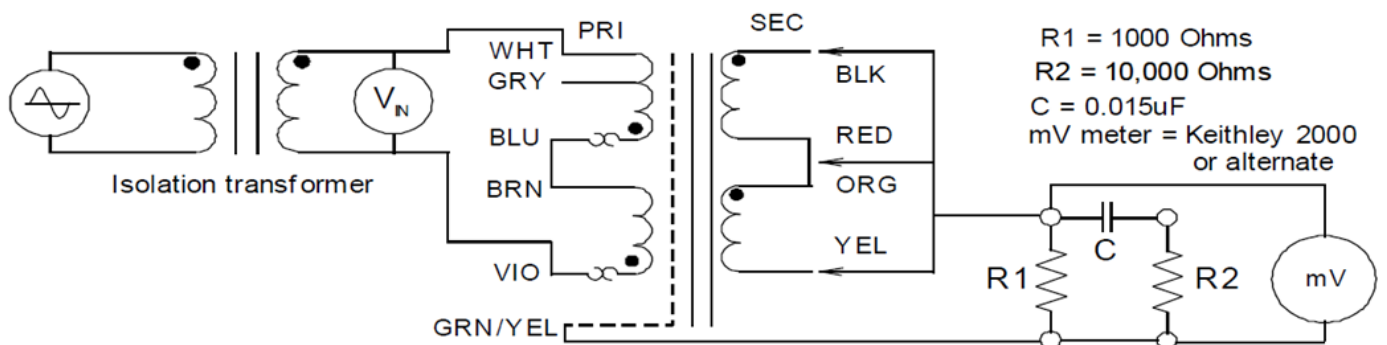 PRI
SEC
WHT
GRY
BLU
BRN
VIO
GRN/YEL
VIN
Isolation transformer
BLK
RED
ORG
YEL
R1 = 1000 Ohms
R2 = 10,000 Ohms
C = 0.015uF
mV meter = Keithley 2000
or alternate
C
R1
R2
mV